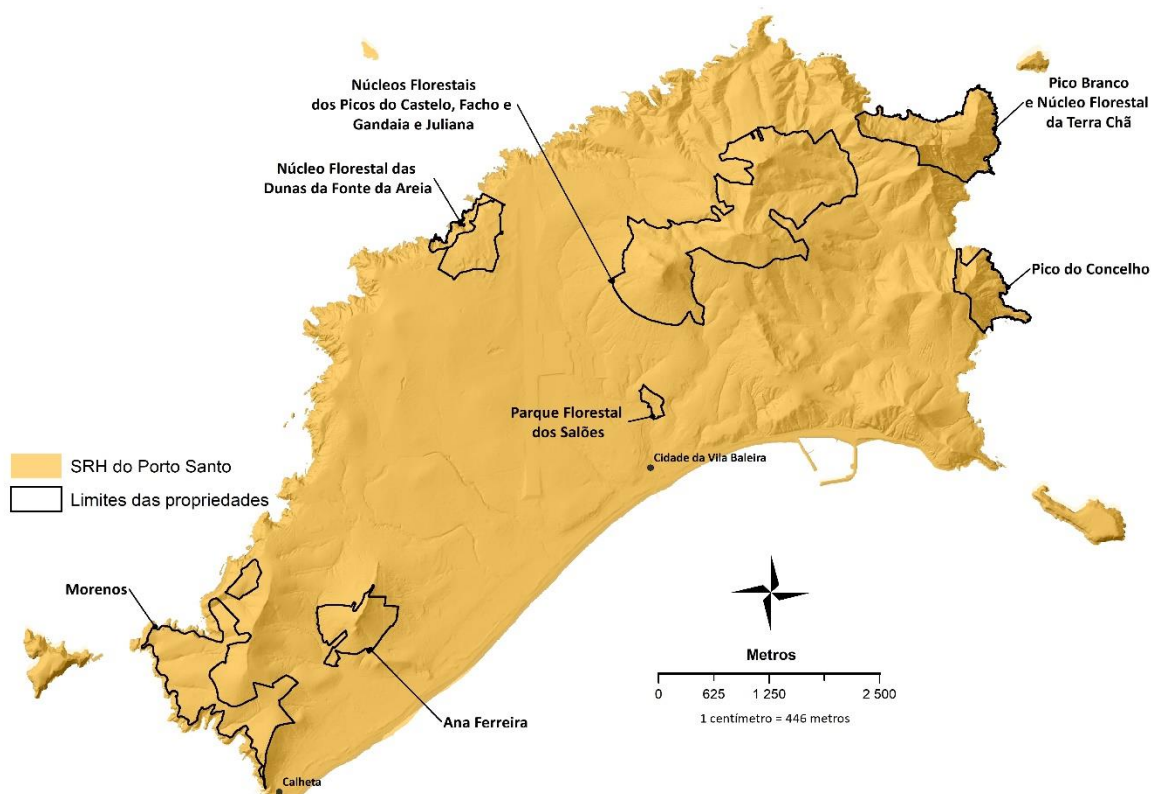 Núcleos Florestais
dos Picos do Castelo, Facho e
Gandaia e Juliana
Pico Branco
e Núcleo Florestal
da Terra Chã
Núcleo Florestal das
Dunas da Fonte da Areia
Pico do Concelho
Parque Florestal
dos Salões
Cidade da Vila Baleira
SRH do Porto Santo
Limites das propriedades
Morenos
Ana Ferreira
Calheta
Metros
0 625 1 250 2 500
1 centímetro = 446 metros